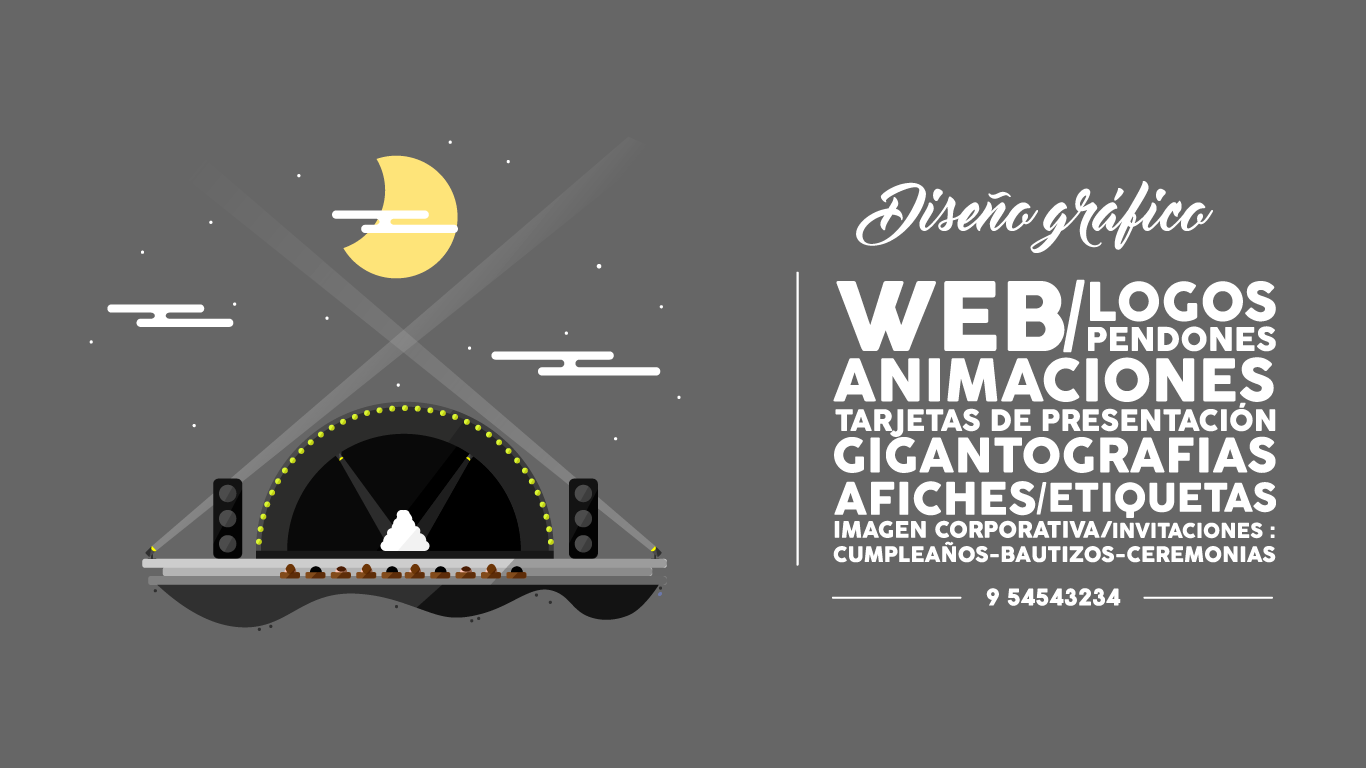 Diseño gráfico
WEB/LOGOS
PENDONES
ANIMACIONES
TARJETAS DE PRESENTACIÓN
GIGANTOGRAFIAS
AFICHES/ETIQUETAS
IMAGEN CORPORATIVA/INVITACIONES :
CUMPLEAÑOS-BAUTIZOS-CEREMONIAS
9 54543234